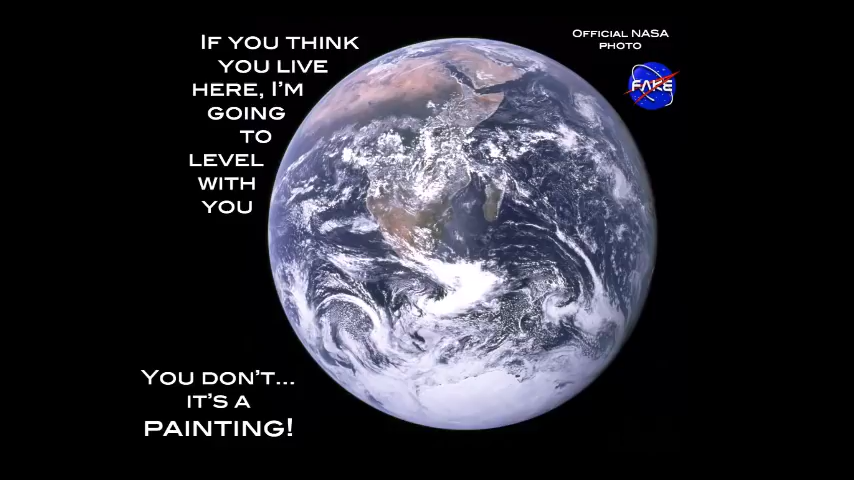 If you think
you live
here, I'm
going
to
level
with
you
Official NASA
photo
FAKE
You don't...
it's a
painting!